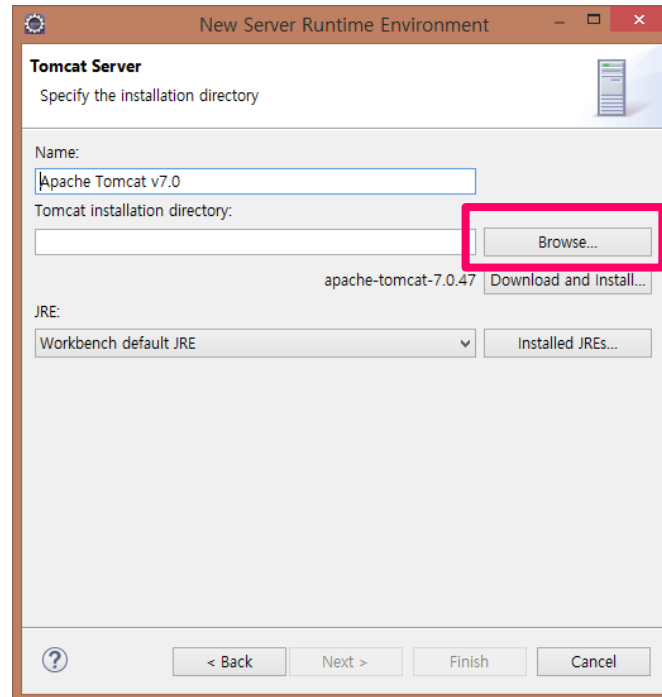 New Server Runtime Environment
Tomcat Server
Specify the installation directory
Name:
Apache Tomcat v7.0
Tomcat installation directory:
Browse...
apache-tomcat-7.0.47 Download and Install...
JRE:
Workbench default JRE Installed JREs...
? < Back Next > Finish Cancel